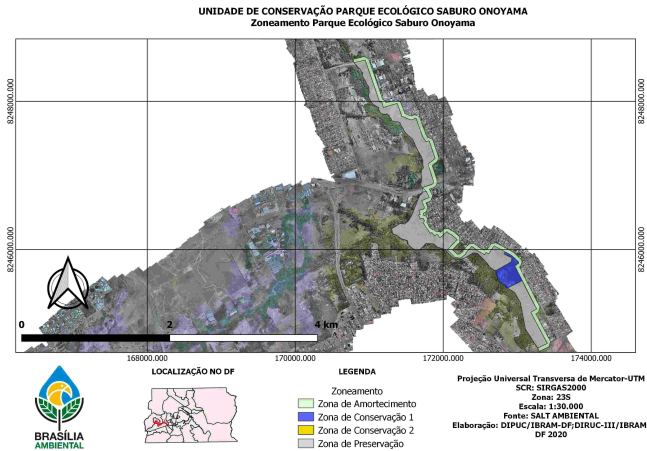 UNIDADE DE CONSERVAÇÃO PARQUE ECOLÓGICO SABURO ONOYAMA
Zoneamento Parque Ecológico Saburo Onoyama
8248000.000
8248000.000
8246000.000
8246000.000
0
2
4 km
168000.000
170000.000
172000.000
174000.000
BRASÍLIA
AMBIENTAL
LOCALIZAÇÃO NO DF
LEGENDA
Zoneamento
Zona de Amortecimento
Zona de Conservação 1
Zona de Conservação 2
Zona de Preservação
Projeção Universal Transversa de Mercator-UTM
SCR: SIRGAS2000
Zona: 23S
Escala: 1:30.000
Fonte: SALT AMBIENTAL
Elaboração: DIPUC/IBRAM-DF;DIRUC-III/IBRAM
DF 2020